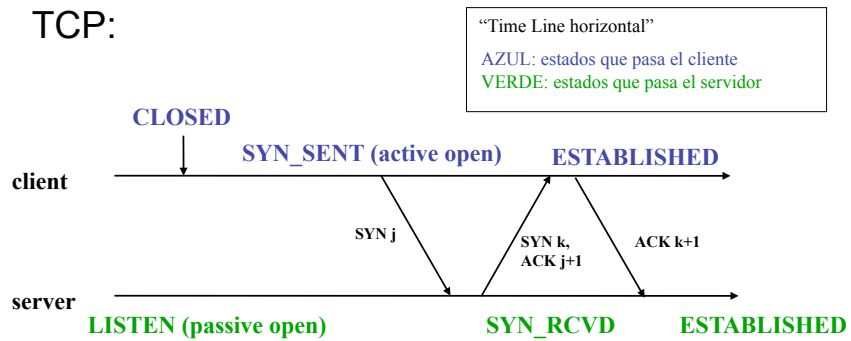 TCP:
“Time Line horizontal”
AZUL: estados que pasa el cliente
VERDE: estados que pasa el servidor
CLOSED
SYN_SENT (active open)
ESTABLISHED
client
SYN j
SYN k,
ACK j+1
ACK k+1
server
LISTEN (passive open)
SYN_RCVD
ESTABLISHED